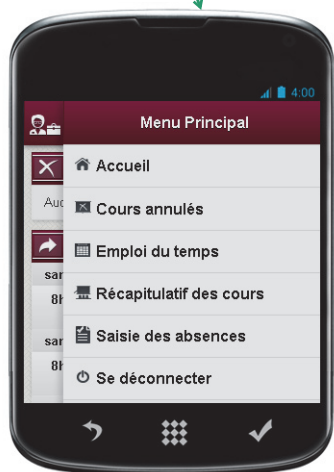 4:00
Menu Principal
Accueil
Auc
Cours annulés
Emploi du temps
sar
8h
Récapitulatif des cours
sar
Saisie des absences
8h
Se déconnecter